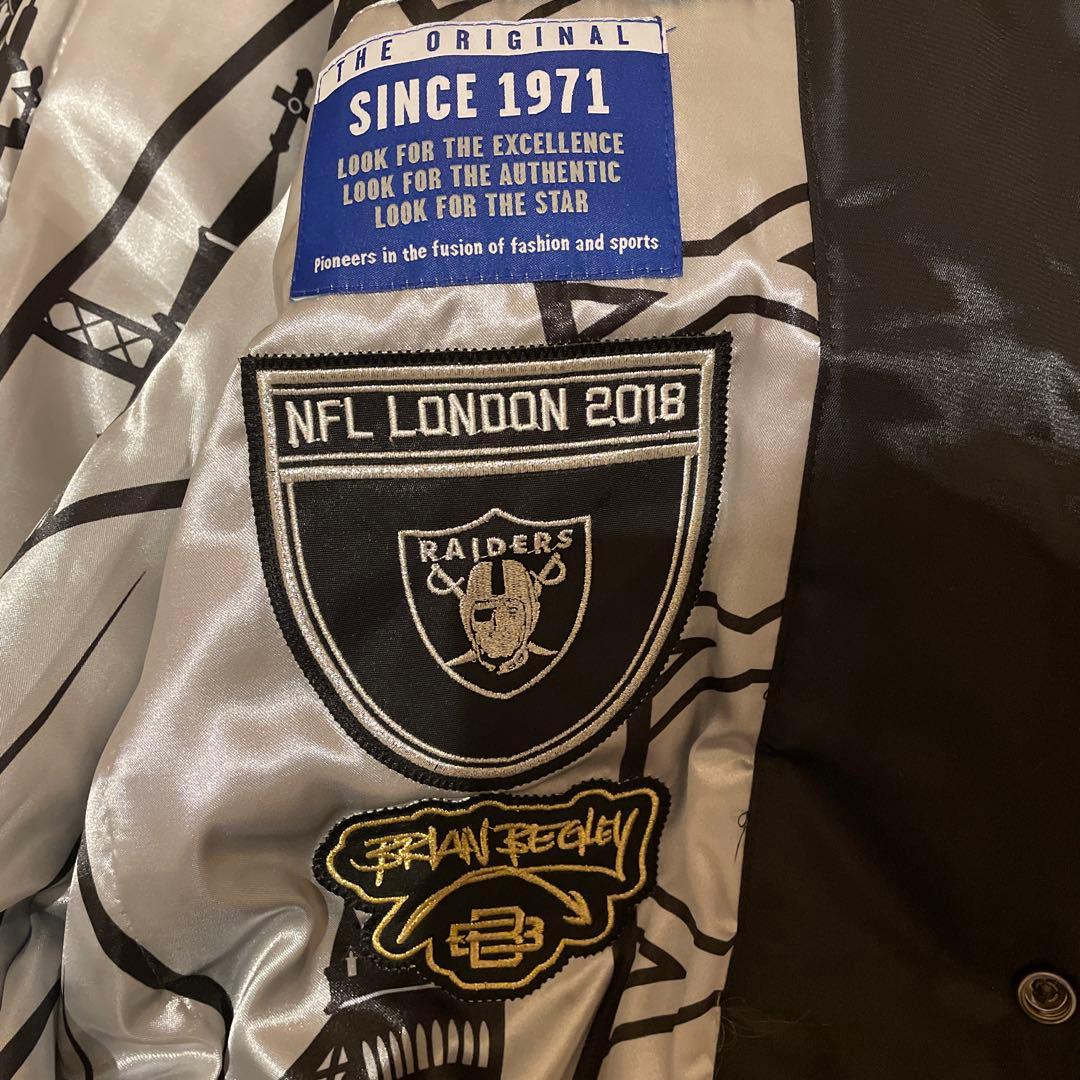 THE ORIGINAL
SINCE 1971
LOOK FOR THE EXCELLENCE
LOOK FOR THE AUTHENTIC
LOOK FOR THE STAR
Pioneers in the fusion of fashion and sports
NFL LONDON 2018
RAIDERS
BRIAN BEGLEY